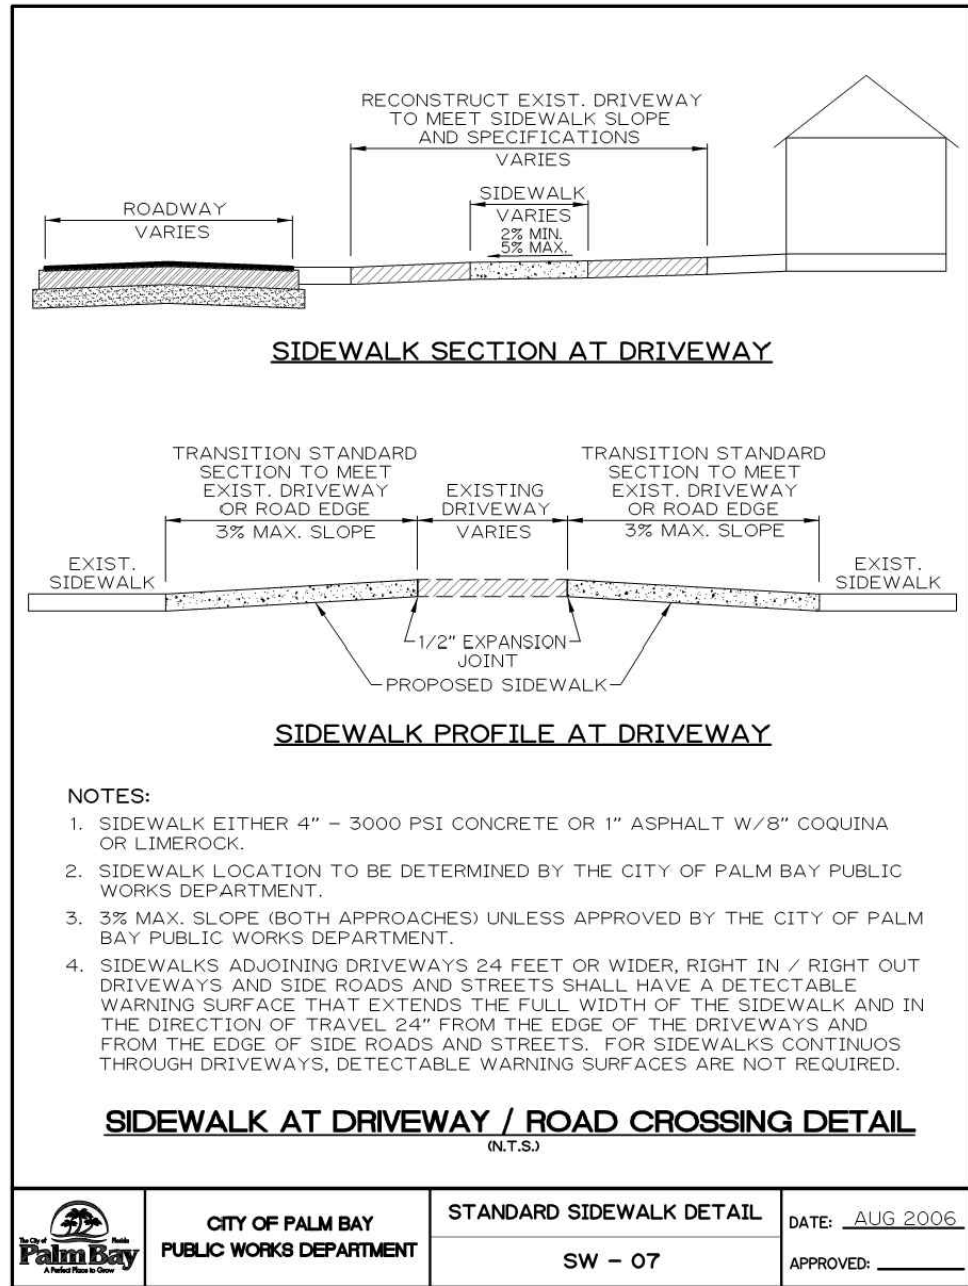 RECONSTRUCT EXIST. DRIVEWAY
TO MEET SIDEWALK SLOPE
AND SPECIFICATIONS
VARIES
SIDEWALK
VARIES
2% MIN.
5% MAX.
ROADWAY
VARIES
SIDEWALK SECTION AT DRIVEWAY
TRANSITION STANDARD
SECTION TO MEET
EXIST. DRIVEWAY
OR ROAD EDGE
3% MAX. SLOPE
EXISTING
DRIVEWAY
VARIES
TRANSITION STANDARD
SECTION TO MEET
EXIST. DRIVEWAY
OR ROAD EDGE
3% MAX. SLOPE
EXIST.
SIDEWALK
EXIST.
SIDEWALK
1/2" EXPANSION
JOINT
PROPOSED SIDEWALK
SIDEWALK PROFILE AT DRIVEWAY
NOTES:
1. SIDEWALK EITHER 4" – 3000 PSI CONCRETE OR 1" ASPHALT W/8" COQUINA
OR LIMEROCK.
2. SIDEWALK LOCATION TO BE DETERMINED BY THE CITY OF PALM BAY PUBLIC
WORKS DEPARTMENT.
3. 3% MAX. SLOPE (BOTH APPROACHES) UNLESS APPROVED BY THE CITY OF PALM
BAY PUBLIC WORKS DEPARTMENT.
4. SIDEWALKS ADJOINING DRIVEWAYS 24 FEET OR WIDER, RIGHT IN / RIGHT OUT
DRIVEWAYS AND SIDE ROADS AND STREETS SHALL HAVE A DETECTABLE
WARNING SURFACE THAT EXTENDS THE FULL WIDTH OF THE SIDEWALK AND IN
THE DIRECTION OF TRAVEL 24" FROM THE EDGE OF THE DRIVEWAYS AND
FROM THE EDGE OF SIDE ROADS AND STREETS. FOR SIDEWALKS CONTINUOS
THROUGH DRIVEWAYS, DETECTABLE WARNING SURFACES ARE NOT REQUIRED.
SIDEWALK AT DRIVEWAY / ROAD CROSSING DETAIL
(N.T.S.)
The City of Florida
Palm Bay
A Perfect Place to Grow
CITY OF PALM BAY
PUBLIC WORKS DEPARTMENT
STANDARD SIDEWALK DETAIL
SW – 07
DATE: AUG 2006
APPROVED: